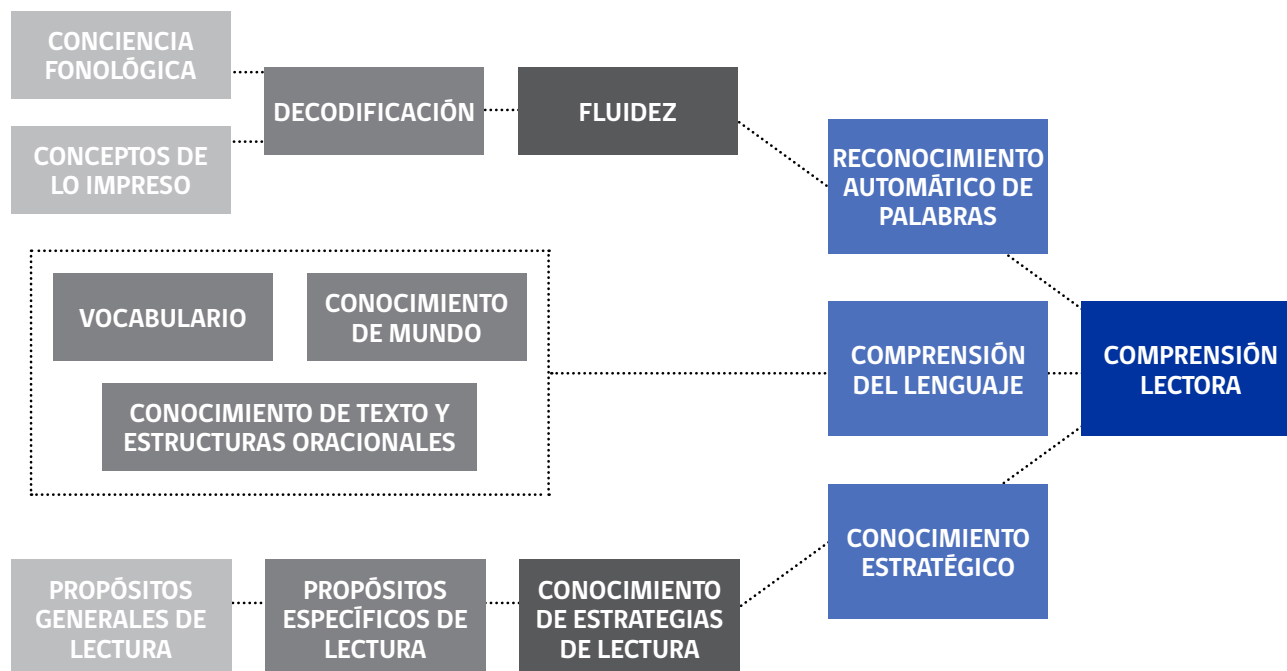 CONCIENCIA
FONOLÓGICA
DECODIFICACIÓN
FLUIDEZ
CONCEPTOS DE
LO IMPRESO
RECONOCIMIENTO
AUTOMÁTICO DE
PALABRAS
VOCABULARIO
CONOCIMIENTO
DE MUNDO
CONOCIMIENTO DE TEXTO Y
ESTRUCTURAS ORACIONALES
COMPRENSIÓN
DEL LENGUAJE
COMPRENSIÓN
LECTORA
PROPÓSITOS
GENERALES DE
LECTURA
PROPÓSITOS
ESPECÍFICOS DE
LECTURA
CONOCIMIENTO
DE ESTRATEGIAS
DE LECTURA
CONOCIMIENTO
ESTRATÉGICO